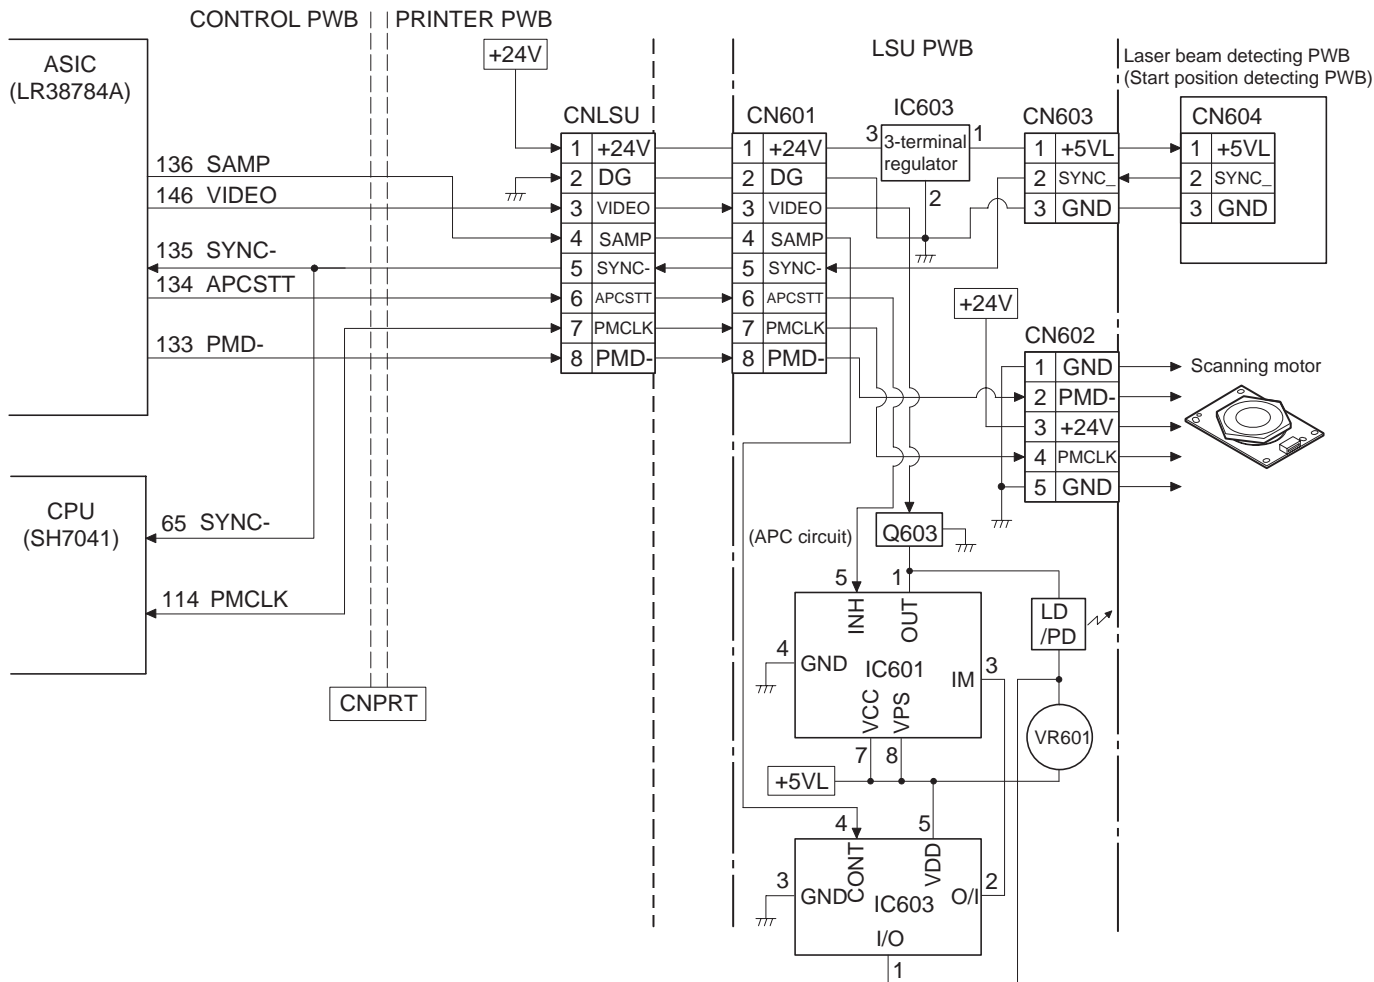 CONTROL PWB
PRINTER PWB
LSU PWB
Laser beam detecting PWB
(Start position detecting PWB)
ASIC
(LR38784A)
136 SAMP
146 VIDEO
135 SYNC-
134 APCSTT
133 PMD-
CPU
(SH7041)
65 SYNC-
114 PMCLK
CNPRT
+24V
CNLSU
1 +24V
2 DG
3 VIDEO
4 SAMP
5 SYNC-
6 APCSTT
7 PMCLK
8 PMD-
CN601
1 +24V
2 DG
3 VIDEO
4 SAMP
5 SYNC-
6 APCSTT
7 PMCLK
8 PMD-
IC603
3
3-terminal
regulator
1
2
CN603
1 +5VL
2 SYNC_
3 GND
CN604
1 +5VL
2 SYNC_
3 GND
+24V
CN602
1 GND
2 PMD-
3 +24V
4 PMCLK
5 GND
Scanning motor
Q603
(APC circuit)
5
1
INH
OUT
4
GND
IC601
IM
3
VCC
VPS
7
8
LD
/PD
VR601
+5VL
4
5
CONT
VDD
3
GND
IC603
O/I
2
I/O
1